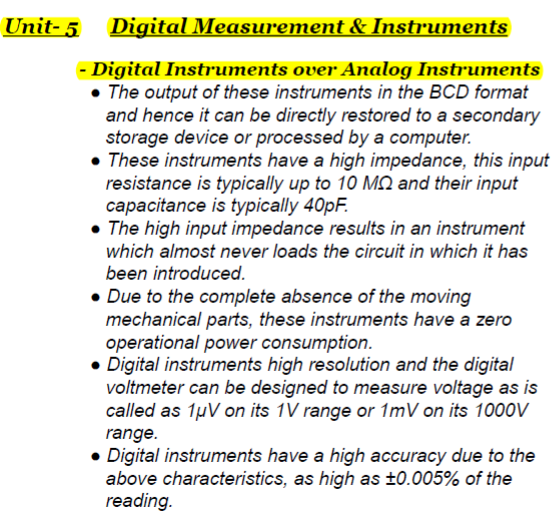 Unit- 5 Digital Measurement & Instruments
- Digital Instruments over Analog Instruments
● The output of these instruments in the BCD format
and hence it can be directly restored to a secondary
storage device or processed by a computer.
● These instruments have a high impedance, this input
resistance is typically up to 10 MΩ and their input
capacitance is typically 40pF.
● The high input impedance results in an instrument
which almost never loads the circuit in which it has
been introduced.
● Due to the complete absence of the moving
mechanical parts, these instruments have a zero
operational power consumption.
● Digital instruments high resolution and the digital
voltmeter can be designed to measure voltage as is
called as 1μV on its 1V range or 1mV on its 1000V
range.
● Digital instruments have a high accuracy due to the
above characteristics, as high as ±0.005% of the
reading.